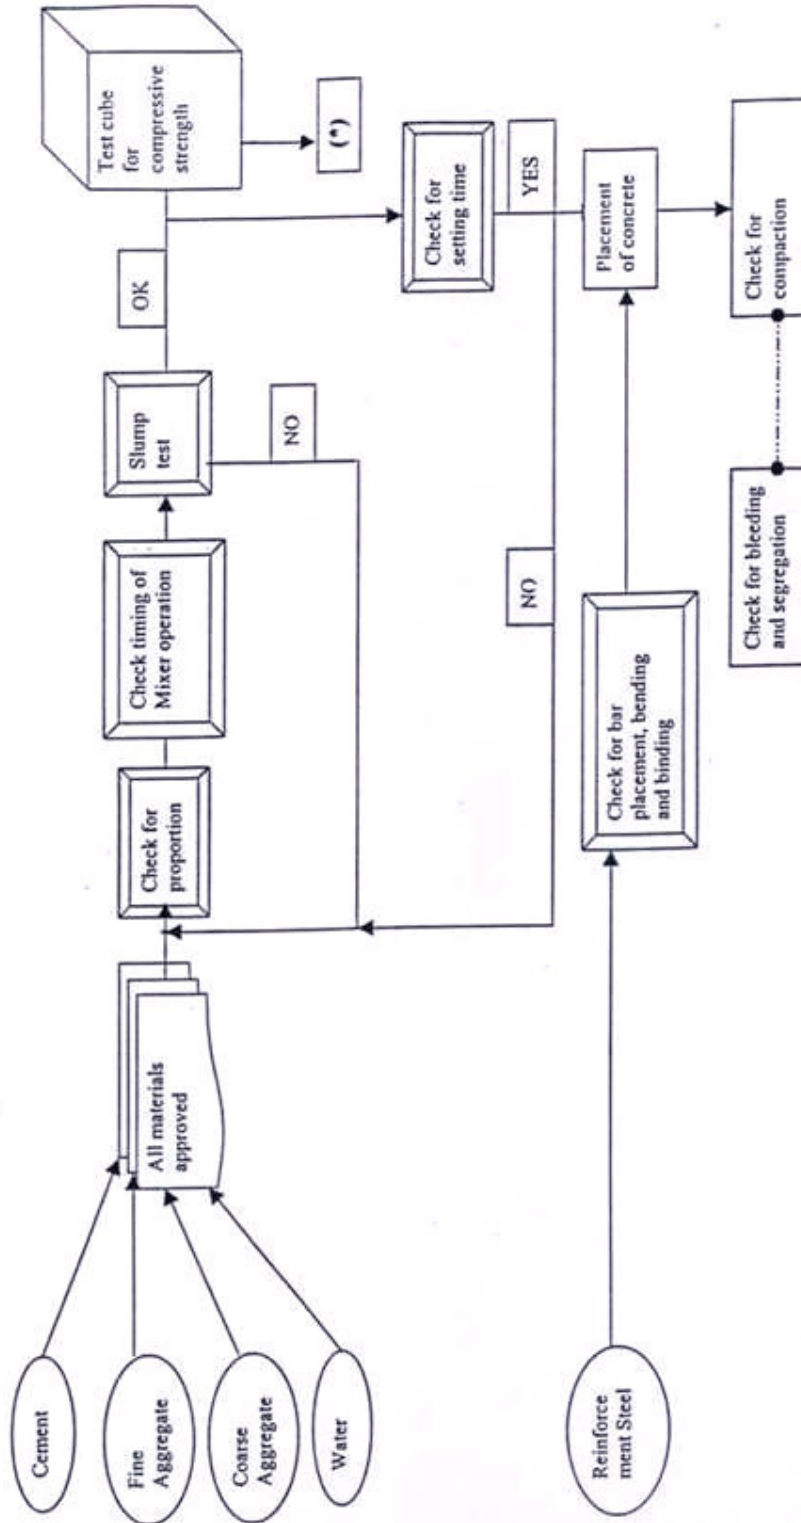 Cement
Fine
Aggregate
Coarse
Aggregate
Water
All materials
approved
Check for
proportion
Check timing of
Mixer operation
Slump
test
OK
Test cube
for
compressive
strength
(*)
NO
Check for
setting time
YES
NO
Reinforce
ment Steel
Check for bar
placement, bending
and binding
Placement
of concrete
Check for bleeding
and segregation
Check for
compaction